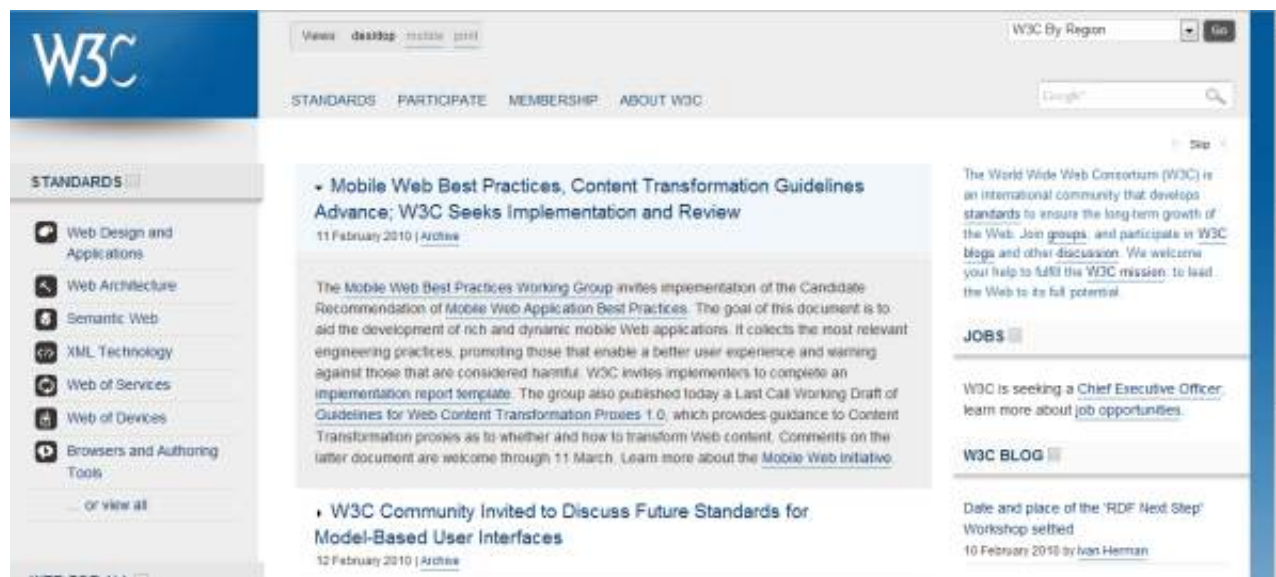 W3C
Views desktop mobile print
W3C By Region
Go
STANDARDS PARTICIPATE MEMBERSHIP ABOUT W3C
Google
Skip
STANDARDS
Web Design and
Applications
Web Architecture
Semantic Web
XML Technology
Web of Services
Web of Devices
Browsers and Authoring
Tools
... or view all
WEB FOR ALL
Mobile Web Best Practices, Content Transformation Guidelines
Advance; W3C Seeks Implementation and Review
11 February 2010 | Archive
The Mobile Web Best Practices Working Group invites implementation of the Candidate
Recommendation of Mobile Web Application Best Practices. The goal of this document is to
aid the development of rich and dynamic mobile Web applications. It collects the most relevant
engineering practices, promoting those that enable a better user experience and warning
against those that are considered harmful. W3C invites implementers to complete an
implementation report template. The group also published today a Last Call Working Draft of
Guidelines for Web Content Transformation Proxies 1.0, which provides guidance to Content
Transformation proxies as to whether and how to transform Web content. Comments on the
latter document are welcome through 11 March. Learn more about the Mobile Web Initiative.
W3C Community Invited to Discuss Future Standards for
Model-Based User Interfaces
12 February 2010 | Archive
The World Wide Web Consortium (W3C) is
an international community that develops
standards to ensure the long-term growth of
the Web. Join groups, and participate in W3C
blogs and other discussion. We welcome
your help to fulfill the W3C mission: to lead
the Web to its full potential.
JOBS
W3C is seeking a Chief Executive Officer;
learn more about job opportunities.
W3C BLOG
Date and place of the 'RDF Next Step'
Workshop settled
10 February 2010 by Ivan Herman